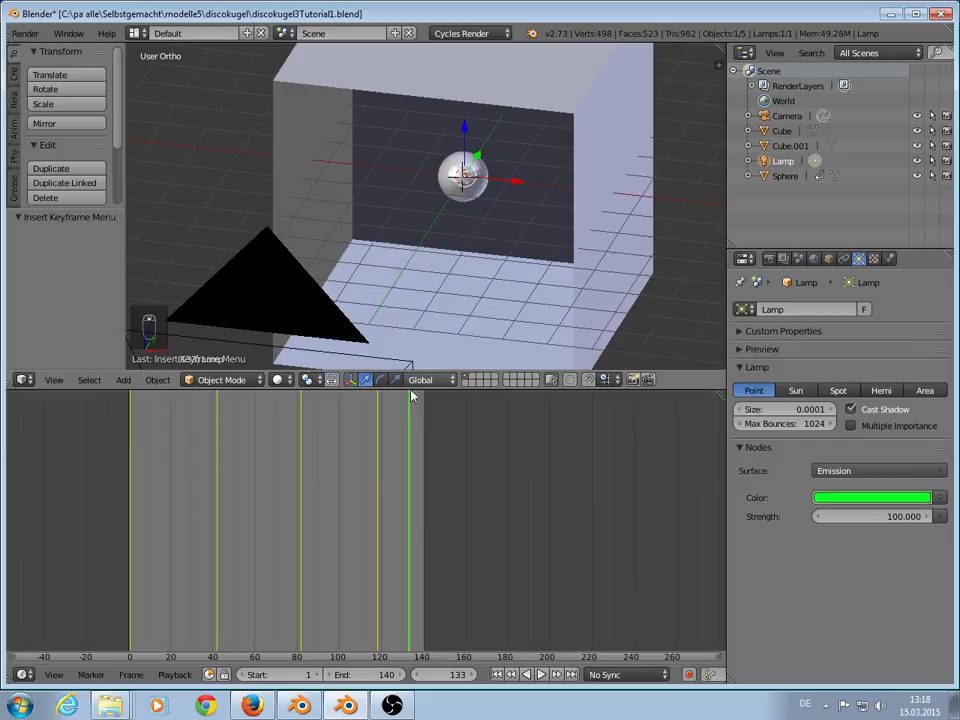 Blender* [C:\pa alle\Selbstgemacht\modelle5\discokugel\discokugel3Tutorial1.blend]
Render Window Help Default Scene Cycles Render v2.73 | Verts:498 | Faces:523 | Tris:982 | Objects:1/5 | Lamps:1/1 | Mem:49.28M | Lamp
View Search All Scenes
User Ortho
Transform
Translate
Rotate
Scale
Mirror
Edit
Duplicate
Duplicate Linked
Delete
Insert Keyframe Menu
Scene
RenderLayers
World
Camera
Cube
Cube.001
Lamp
Sphere
Lamp Lamp
Lamp F
Custom Properties
Preview
Lamp
Point Sun Spot Hemi Area
Size: 0.0001 Cast Shadow
Max Bounces: 1024 Multiple Importance
Nodes
Surface: Emission
Color:
Strength: 100.000
View Select Add Object Object Mode Global
-40 -20 0 20 40 60 80 100 120 140 160 180 200 220 240 260
View Marker Frame Playback Start: 1 End: 140 133 No Sync
DE 13:18
15.03.2015